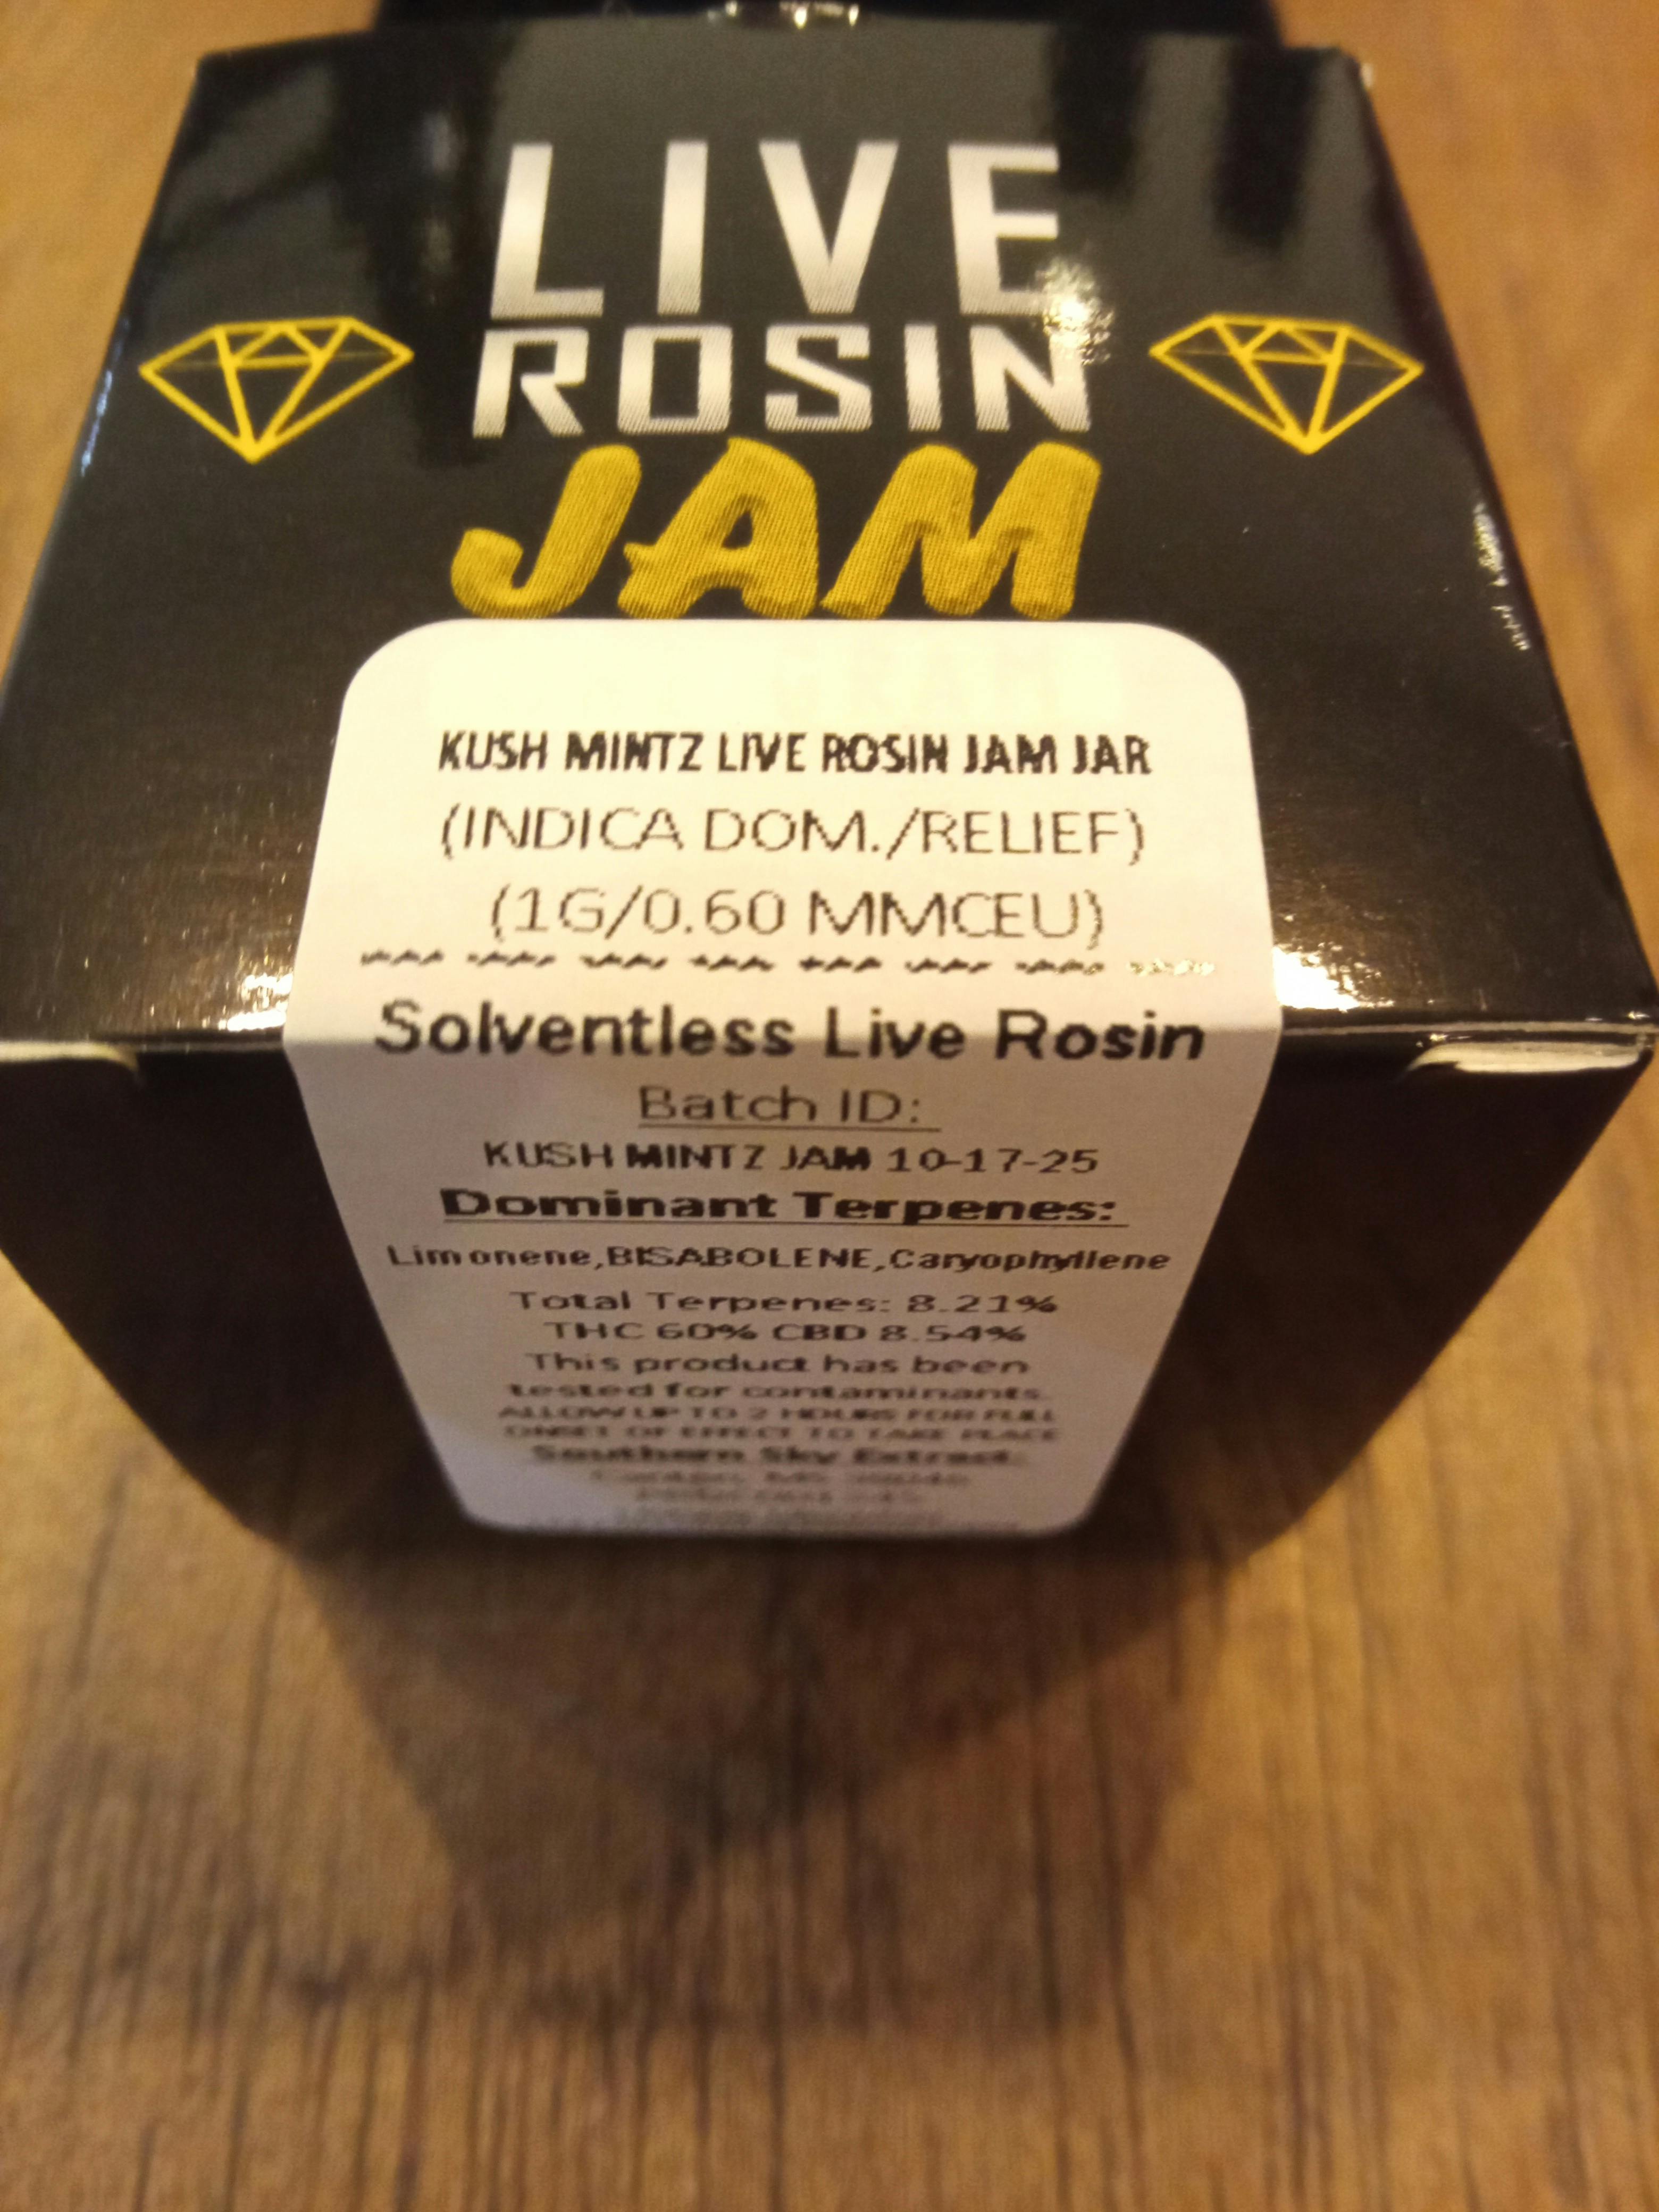 LIVE
ROSIN
JAM
KUSH MINTZ LIVE ROSIN JAM JAR
(INDICA DOM./RELIEF)
(1G/0.60 MMCEU)
Solventless Live Rosin
Batch ID:
KUSH MINTZ JAM 10-17-25
Dominant Terpenes:
Limonene,BISABOLENE,Caryophyllene
Total Terpenes: 8.21%
THC 60% CBD 8.54%
This product has been
tested for contaminants.
ALLOW UP TO 2 HOURS FOR FULL
ONSET OF EFFECT TO TAKE PLACE
Southern Sky Extract